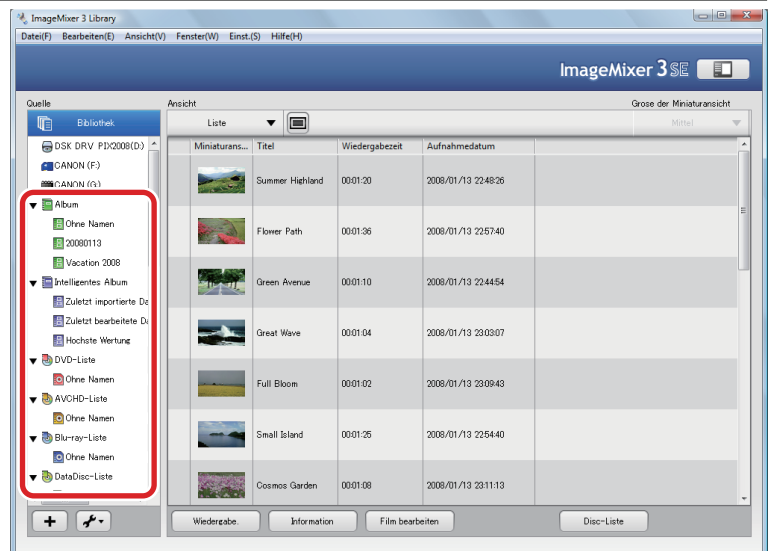 ImageMixer 3 Library
Datei(F) Bearbeiten(E) Ansicht(V) Fenster(W) Einst.(S) Hilfe(H)
ImageMixer 3 SE
Quelle
Ansicht
Grose der Miniaturansicht
Bibliothek
Liste
Mittel
DSK DRV PIX2008(D:)
CANON (F:)
CANON (G:)
Album
Ohne Namen
20080113
Vacation 2008
Intelligentes Album
Zuletzt importierte Da
Zuletzt bearbeitete Da
Hochste Wertung
DVD-Liste
Ohne Namen
AVCHD-Liste
Ohne Namen
Blu-ray-Liste
Ohne Namen
DataDisc-Liste
Miniaturans... Titel Wiedergabezeit Aufnahmedatum
Summer Highland 00:01:20 2008/01/13 22:48:26
Flower Path 00:01:36 2008/01/13 22:57:40
Green Avenue 00:01:10 2008/01/13 22:44:54
Great Wave 00:01:04 2008/01/13 23:03:07
Full Bloom 00:01:02 2008/01/13 23:09:43
Small Island 00:01:25 2008/01/13 22:54:40
Cosmos Garden 00:01:08 2008/01/13 23:11:13
Wiedergabe. Information Film bearbeiten Disc-Liste